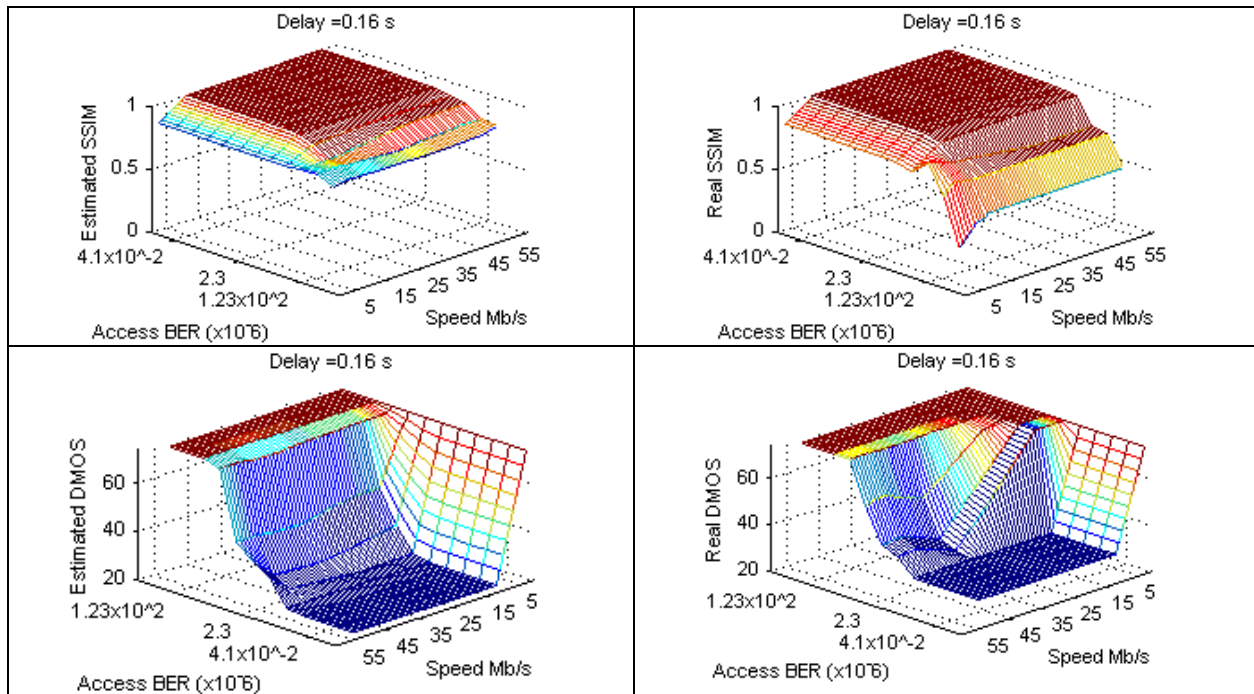 Delay =0.16 s
Estimated SSIM
1
0.5
0
4.1x10^-2
2.3
1.23x10^2
Access BER (x10^-6)
5
15
25
35
45
55
Speed Mb/s
Delay =0.16 s
Real SSIM
1
0.5
0
4.1x10^-2
2.3
1.23x10^2
Access BER (x10^-6)
5
15
25
35
45
55
Speed Mb/s
Delay =0.16 s
Estimated DMOS
60
40
20
1.23x10^2
2.3
4.1x10^-2
Access BER (x10^-6)
55
45
35
25
15
5
Speed Mb/s
Delay =0.16 s
Real DMOS
60
40
20
1.23x10^2
2.3
4.1x10^-2
Access BER (x10^-6)
55
45
35
25
15
5
Speed Mb/s